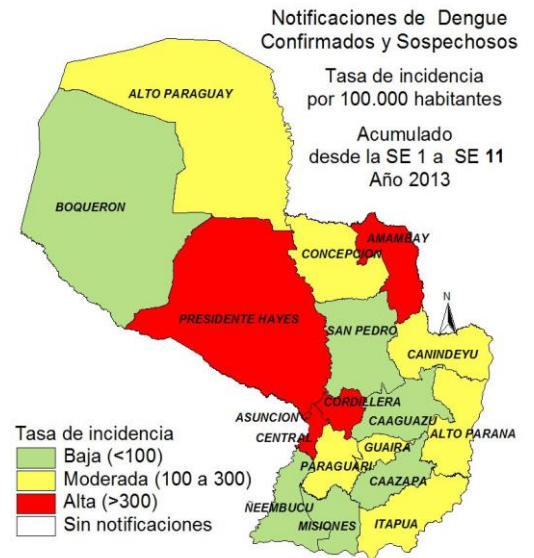 Notificaciones de Dengue
Confirmados y Sospechosos
Tasa de incidencia
por 100.000 habitantes
Acumulado
desde la SE 1 a SE 11
Año 2013
ALTO PARAGUAY
BOQUERON
AMAMBAY
CONCEPCION
N
PRESIDENTE HAYES
SAN PEDRO
CANINDEYU
CORDILLERA
ASUNCION
CAAGUAZU
CENTRAL
ALTO PARANA
GUAIRA
PARAGUARI
CAAZAPA
ÑEEMBUCU
MISIONES
ITAPUA
Tasa de incidencia
Baja (<100)
Moderada (100 a 300)
Alta (>300)
Sin notificaciones